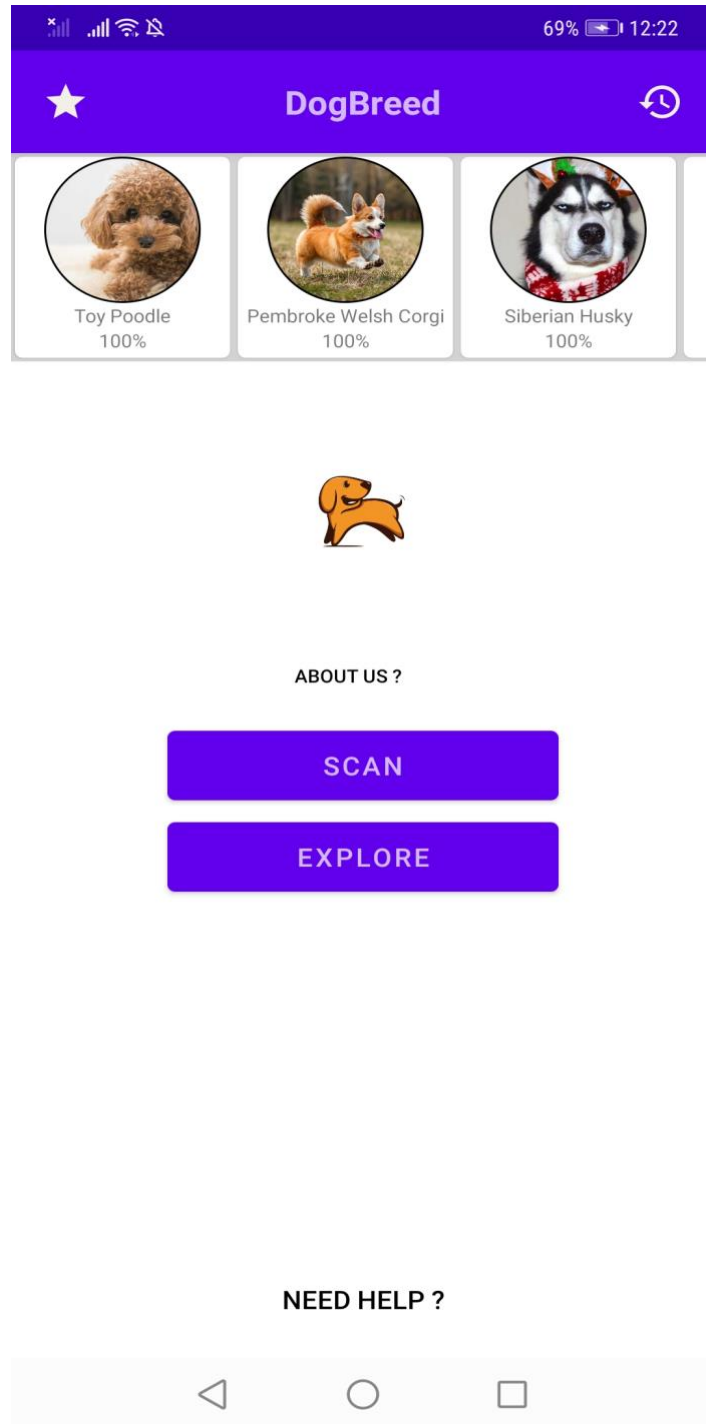 69% 12:22
DogBreed
Toy Poodle
100%
Pembroke Welsh Corgi
100%
Siberian Husky
100%
ABOUT US ?
SCAN
EXPLORE
NEED HELP ?